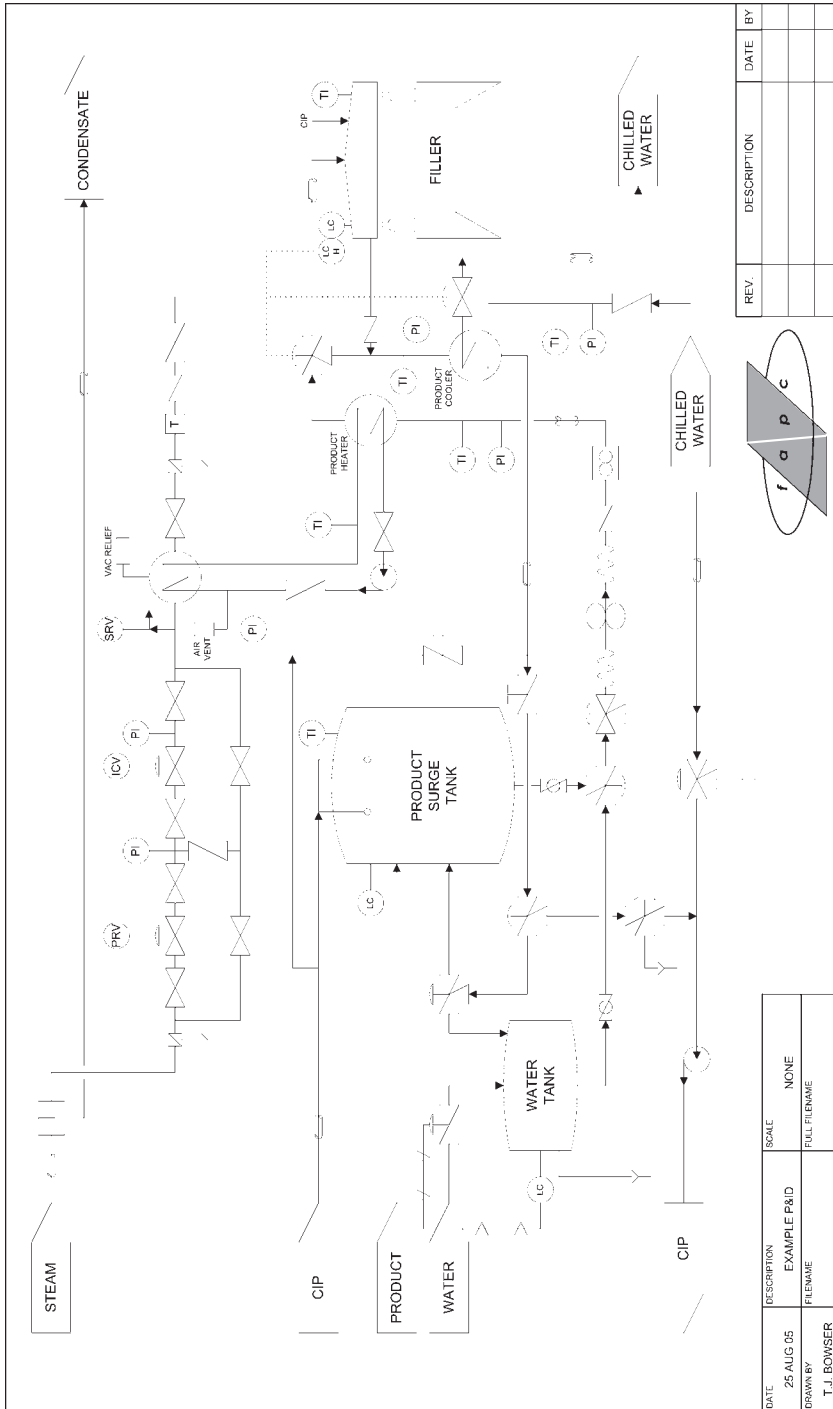 STEAM
CONDENSATE
PRV
PI
ICV
PI
SRV
VAC RELIEF
AIR
VENT
PI
T
TI
PRODUCT
HEATER
TI
PI
CIP
TI
PRODUCT
SURGE
TANK
LC
PRODUCT
WATER
WATER
TANK
LC
CIP
LC
H
LC
CIP
TI
FILLER
TI
PI
PRODUCT
COOLER
TI
PI
CHILLED
WATER
CHILLED
WATER
f a p c
REV.
DESCRIPTION
DATE
BY
DATE
25 AUG 05
DESCRIPTION
EXAMPLE P&ID
SCALE
NONE
DRAWN BY
T.J. BOWSER
FILENAME
FULL FILENAME